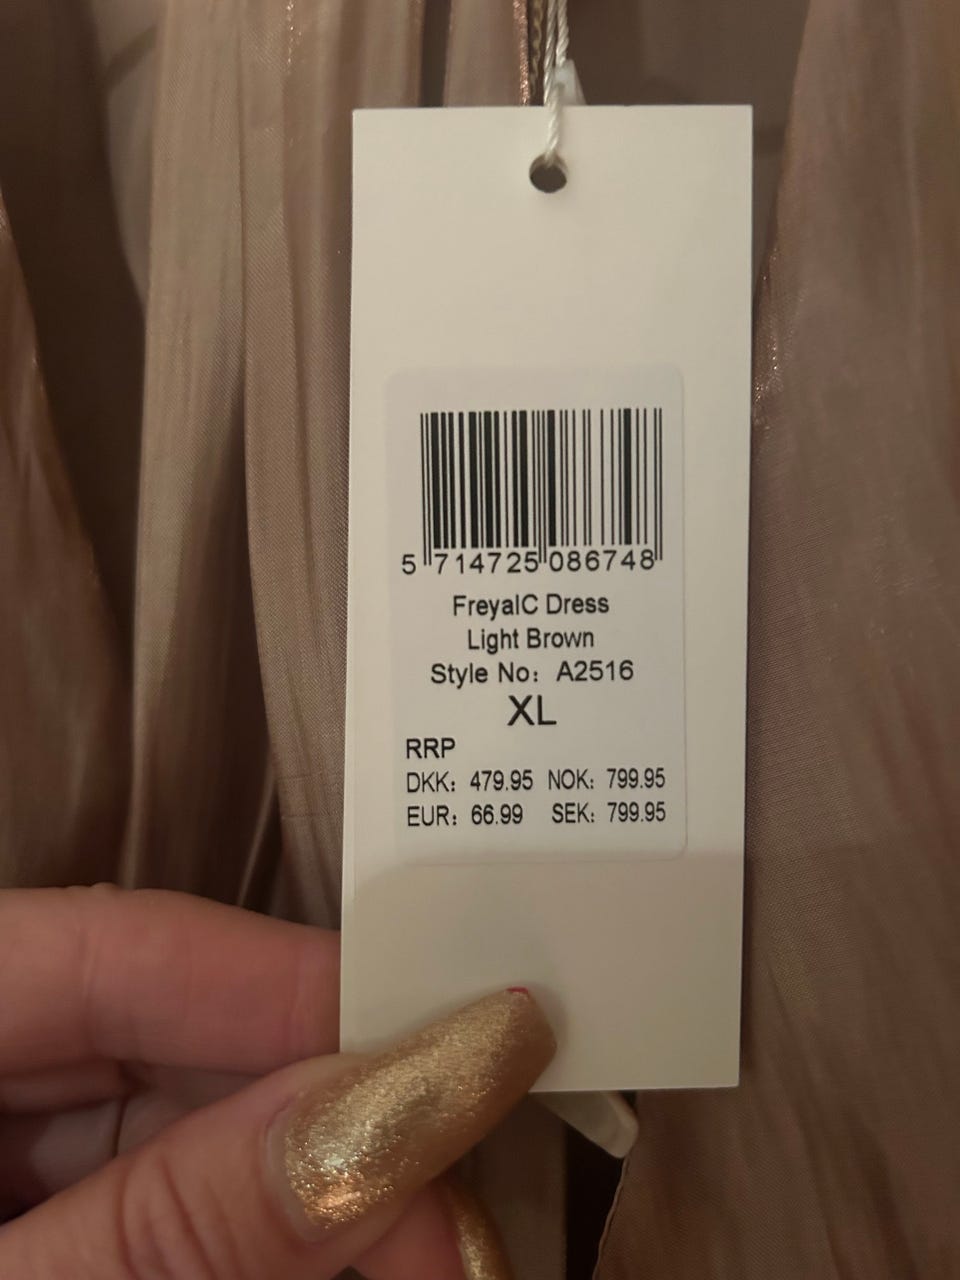 5 714725 086748
FreyaIC Dress
Light Brown
Style No: A2516
XL
RRP
DKK: 479.95 NOK: 799.95
EUR: 66.99 SEK: 799.95